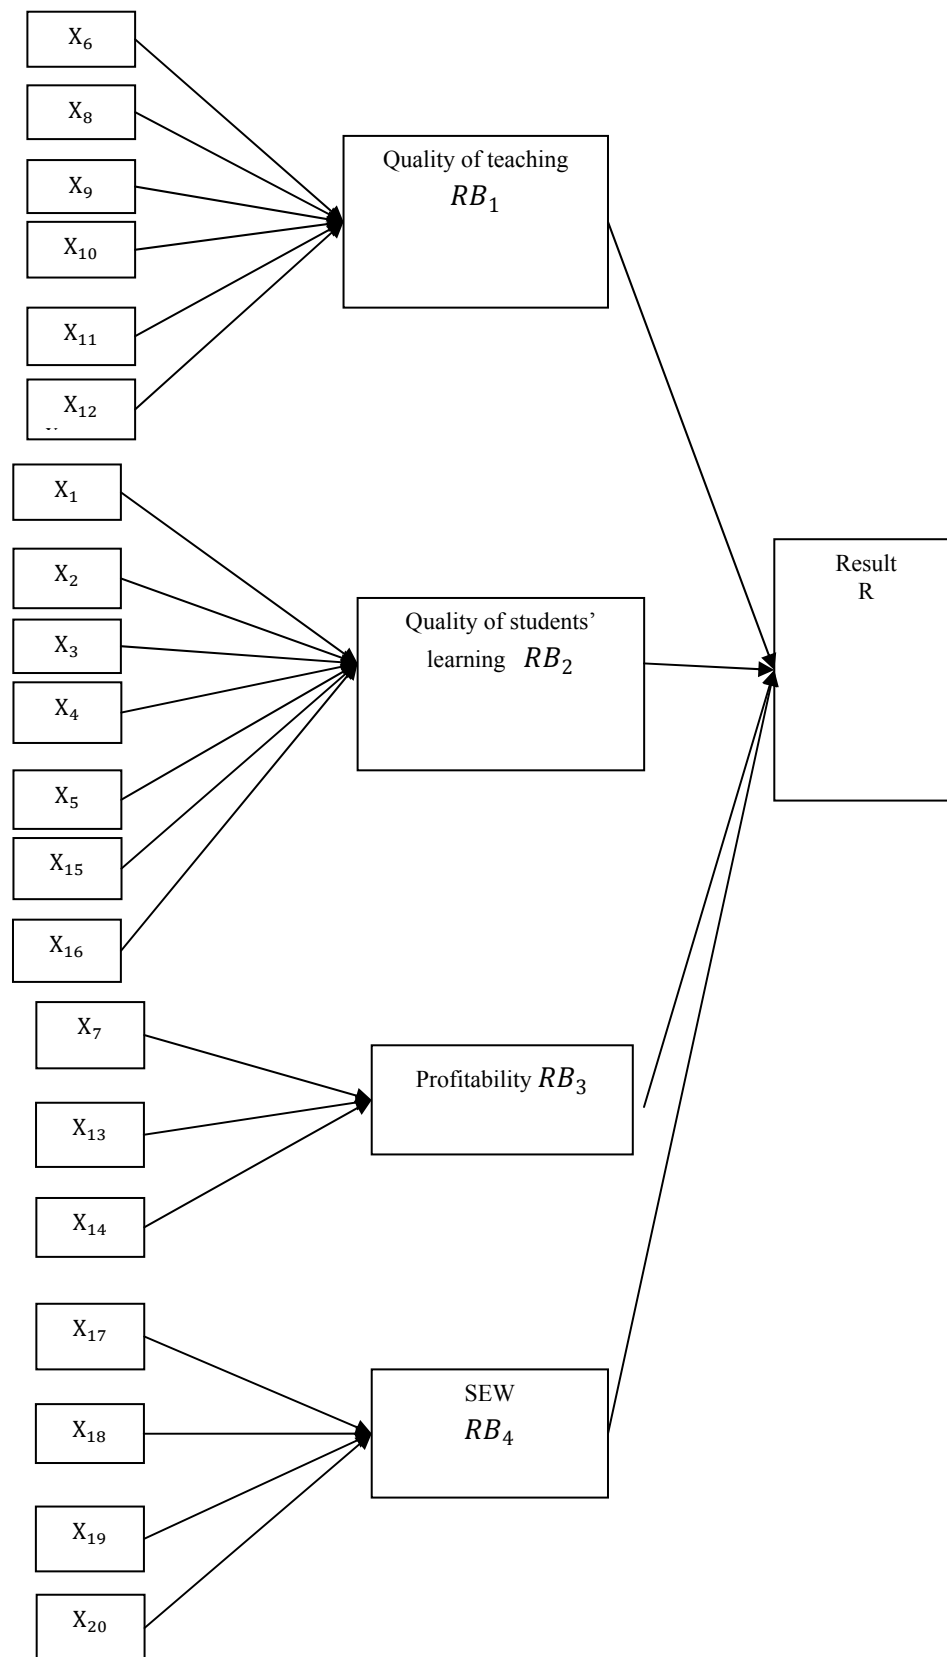 X₆
X₈
X₉
X₁₀
X₁₁
X₁₂
Quality of teaching
RB₁
X₁
X₂
X₃
X₄
X₅
X₁₅
X₁₆
Quality of students’
learning RB₂
Result
R
X₇
X₁₃
X₁₄
Profitability RB₃
X₁₇
X₁₈
X₁₉
X₂₀
SEW
RB₄